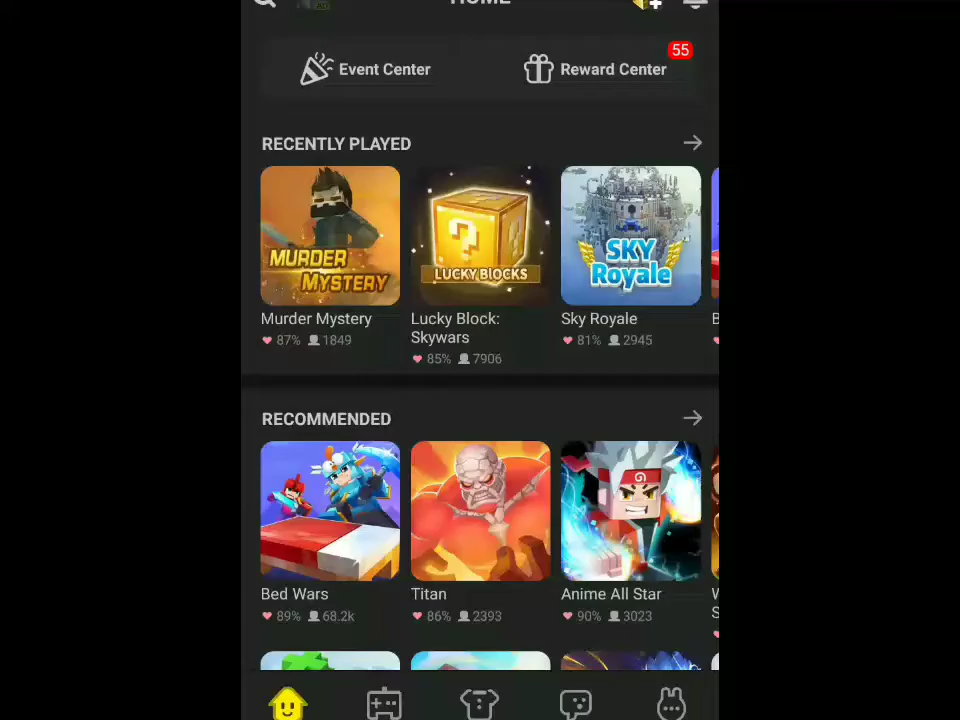 HOME
Event Center
Reward Center
55
RECENTLY PLAYED
MURDER
MYSTERY
?
LUCKY BLOCKS
SKY
Royale
Murder Mystery
Lucky Block:
Skywars
Sky Royale
B
87% 1849
85% 7906
81% 2945
RECOMMENDED
Bed Wars
Titan
Anime All Star
W
S
89% 68.2k
86% 2393
90% 3023